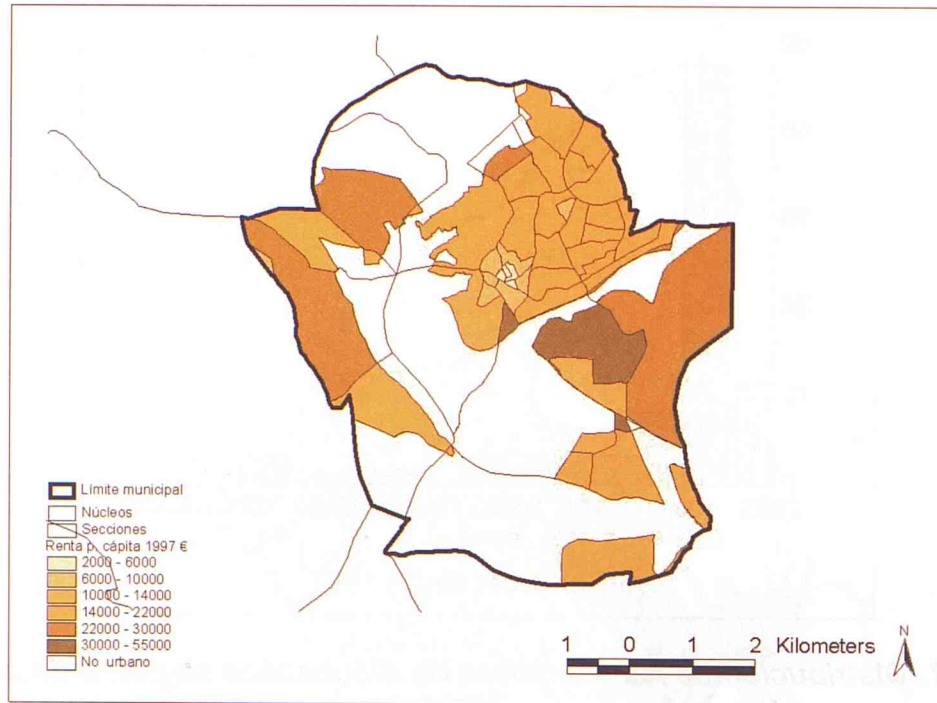 Límite municipal
Núcleos
Secciones
Renta p. cápita 1997 €
2000 - 6000
6000 - 10000
10000 - 14000
14000 - 22000
22000 - 30000
30000 - 55000
No urbano
1 0 1 2 Kilometers
N